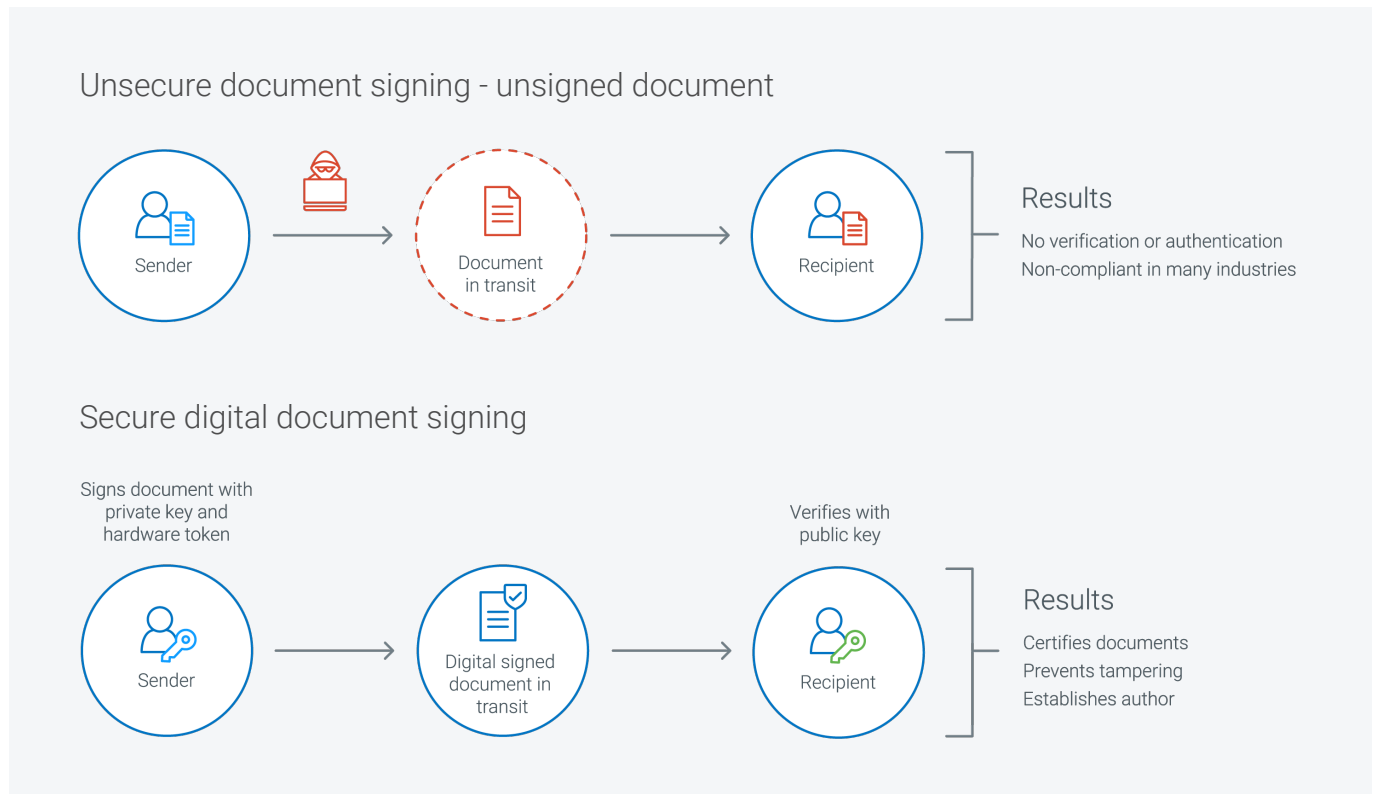 Unsecure document signing - unsigned document
Sender
Document
in transit
Recipient
Results
No verification or authentication
Non-compliant in many industries
Secure digital document signing
Signs document with
private key and
hardware token
Verifies with
public key
Sender
Digital signed
document in
transit
Recipient
Results
Certifies documents
Prevents tampering
Establishes author